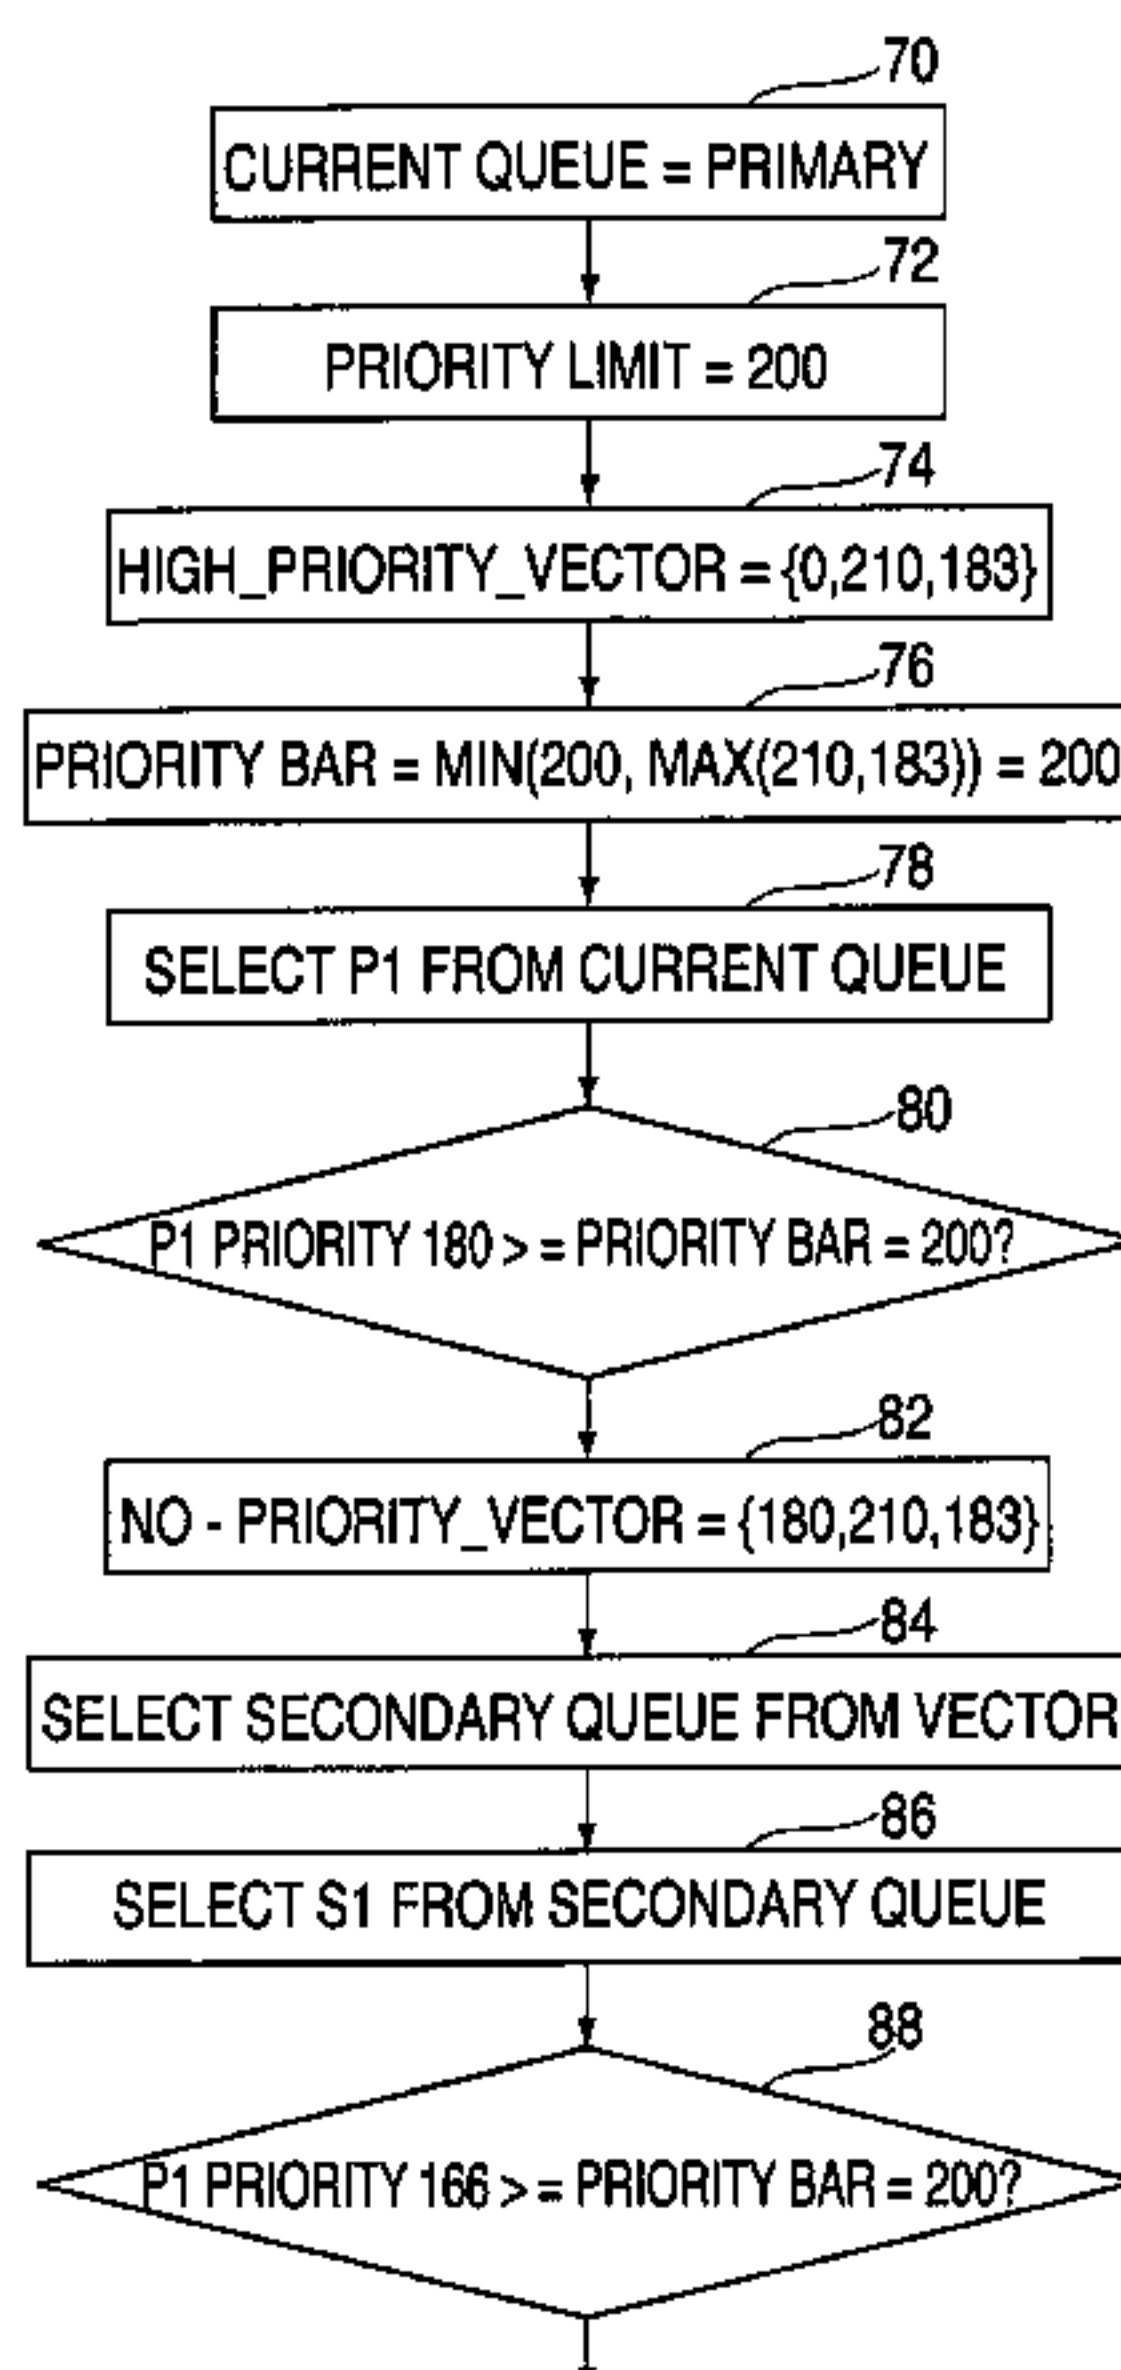 70
CURRENT QUEUE = PRIMARY
72
PRIORITY LIMIT = 200
74
HIGH_PRIORITY_VECTOR = {0,210,183}
76
PRIORITY BAR = MIN(200, MAX(210,183)) = 200
78
SELECT P1 FROM CURRENT QUEUE
80
P1 PRIORITY 180 > = PRIORITY BAR = 200?
82
NO - PRIORITY_VECTOR = {180,210,183}
84
SELECT SECONDARY QUEUE FROM VECTOR
86
SELECT S1 FROM SECONDARY QUEUE
88
P1 PRIORITY 166 > = PRIORITY BAR = 200?